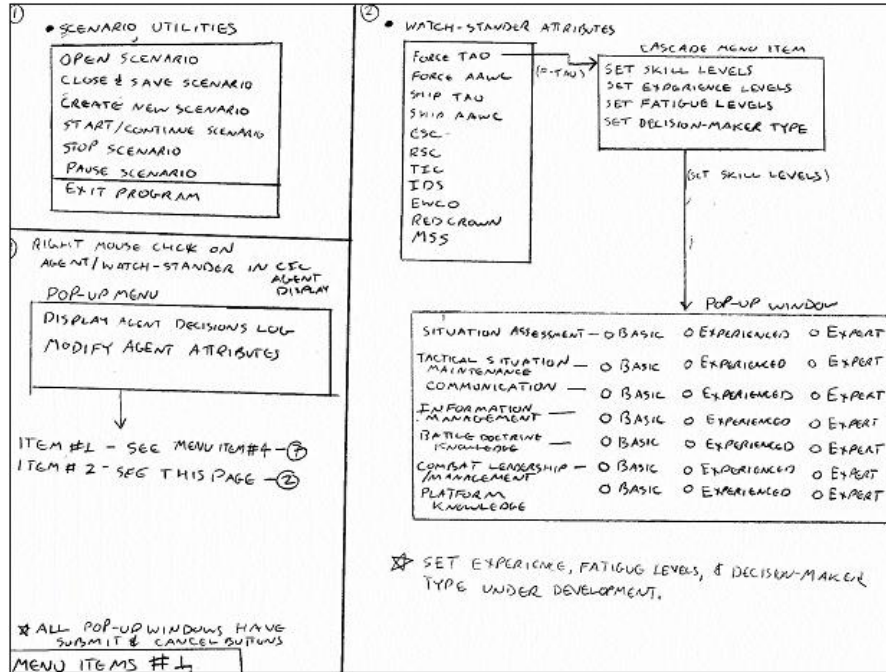 ①
• SCENARIO UTILITIES
OPEN SCENARIO
CLOSE & SAVE SCENARIO
CREATE NEW SCENARIO
START/CONTINUE SCENARIO
STOP SCENARIO
PAUSE SCENARIO
EXIT PROGRAM
RIGHT MOUSE CLICK ON
AGENT/WATCH-STANDER IN CIC
AGENT
DISPLAY
POP-UP MENU
DISPLAY AGENT DECISIONS LOG
MODIFY AGENT ATTRIBUTES
ITEM #1 - SEE MENU ITEM #4 - ⑦
ITEM # 2 - SEE THIS PAGE - ②
☆ ALL POP-UP WINDOWS HAVE
SUBMIT & CANCEL BUTTONS
MENU ITEMS #1
②
• WATCH-STANDER ATTRIBUTES
FORCE TAO
FORCE AAWC
SHIP TAO
SHIP AAWC
CSC
RSC
TIC
IDS
EWCO
REDCROWN
MSS
(F-TAO)
CASCADE MENU ITEM
SET SKILL LEVELS
SET EXPERIENCE LEVELS
SET FATIGUE LEVELS
SET DECISION-MAKER TYPE
(SET SKILL LEVELS)
POP-UP WINDOW
SITUATION ASSESSMENT - O BASIC O EXPERIENCED O EXPERT
TACTICAL SITUATION - O BASIC O EXPERIENCED O EXPERT
MAINTENANCE
COMMUNICATION - O BASIC O EXPERIENCED O EXPERT
INFORMATION - O BASIC O EXPERIENCED O EXPERT
MANAGEMENT
BATTLE DOCTRINE - O BASIC O EXPERIENCED O EXPERT
KNOWLEDGE
COMBAT LEADERSHIP - O BASIC O EXPERIENCED O EXPERT
/MANAGEMENT
PLATFORM O BASIC O EXPERIENCED O EXPERT
KNOWLEDGE
☆ SET EXPERIENCE, FATIGUE LEVELS, & DECISION-MAKER
TYPE UNDER DEVELOPMENT.